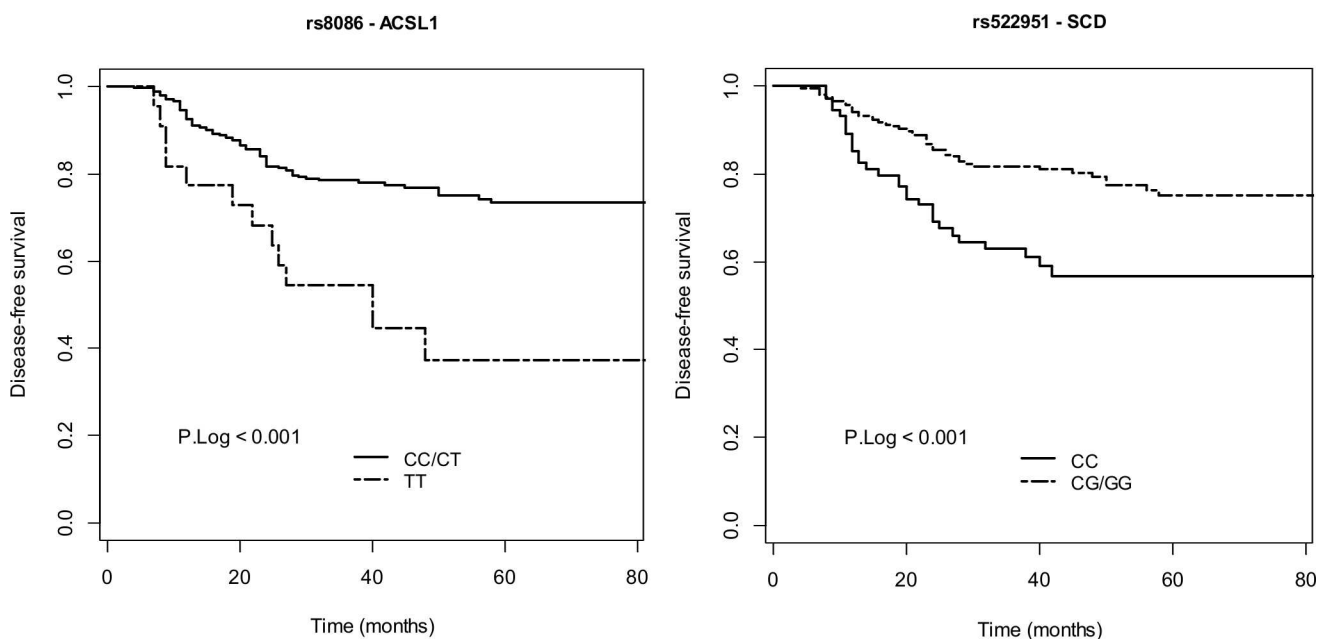 rs8086 - ACSL1
Disease-free survival
1.0
0.8
0.6
0.4
0.2
0.0
P.Log < 0.001
CC/CT
TT
0 20 40 60 80
Time (months)
rs522951 - SCD
Disease-free survival
1.0
0.8
0.6
0.4
0.2
0.0
P.Log < 0.001
CC
CG/GG
0 20 40 60 80
Time (months)